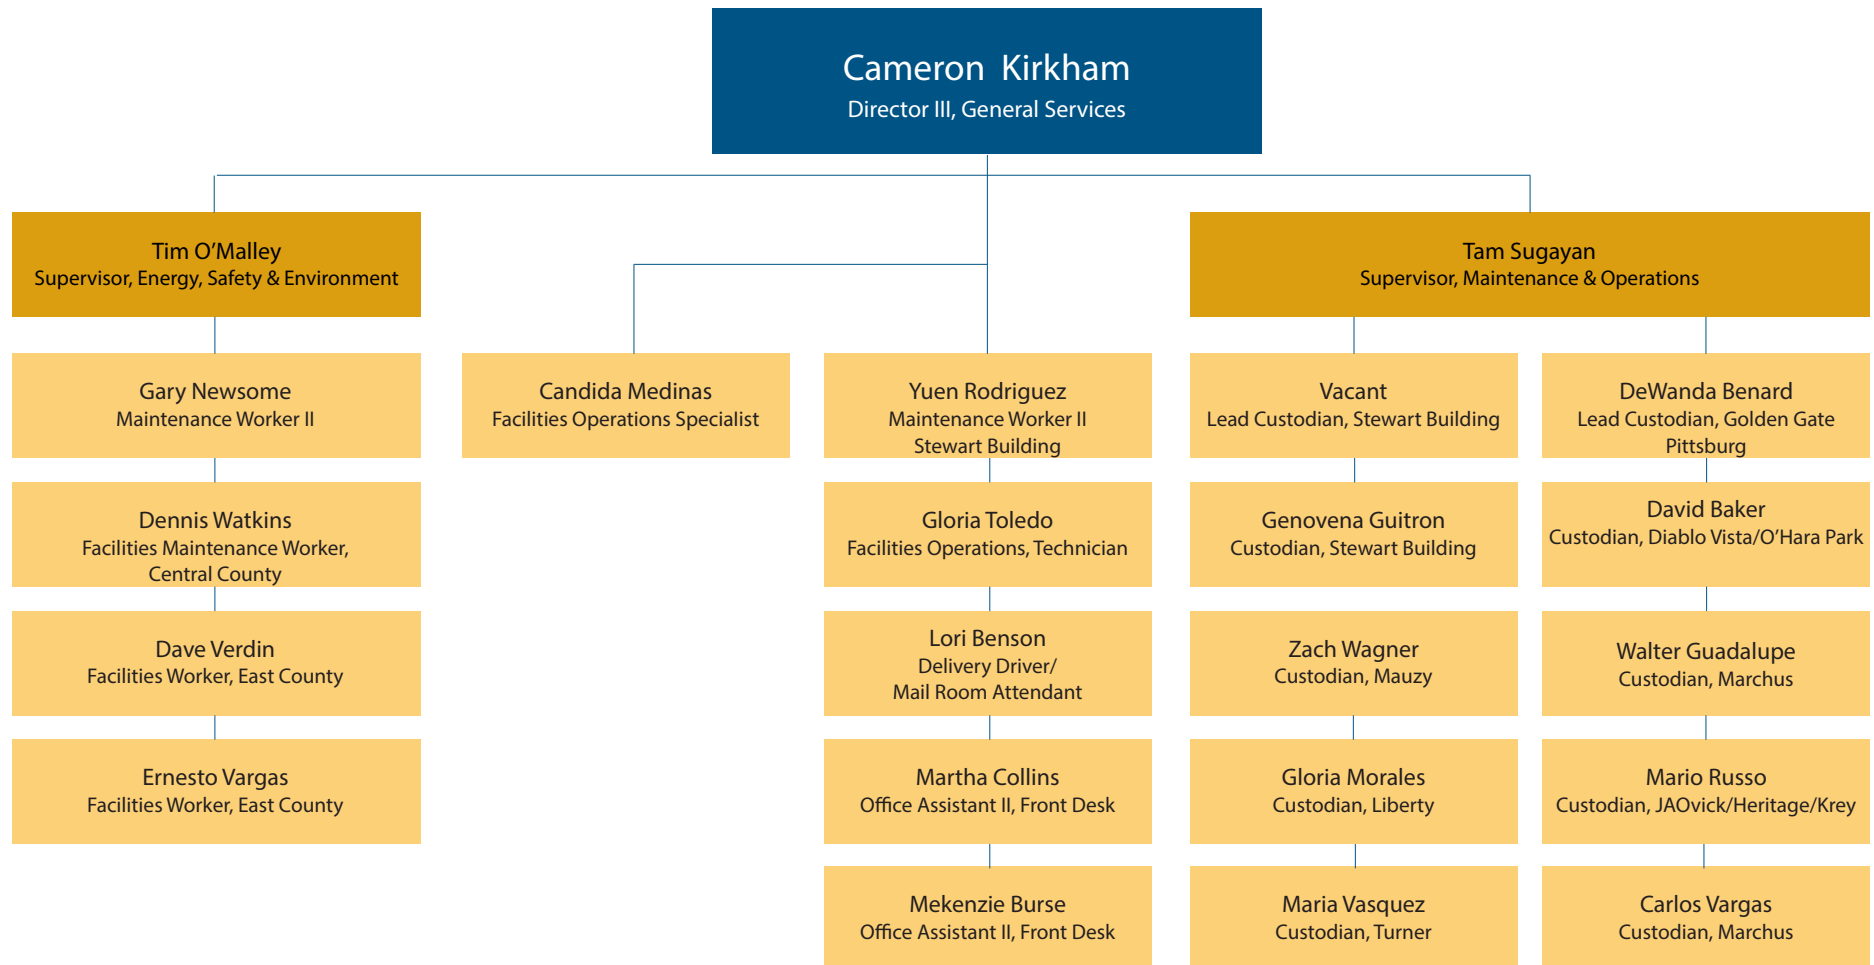 Cameron Kirkham
Director III, General Services
Tim O’Malley
Supervisor, Energy, Safety & Environment
Tam Sugayan
Supervisor, Maintenance & Operations
Gary Newsome
Maintenance Worker II
Candida Medinas
Facilities Operations Specialist
Yuen Rodriguez
Maintenance Worker II
Stewart Building
Vacant
Lead Custodian, Stewart Building
DeWanda Benard
Lead Custodian, Golden Gate
Pittsburg
Dennis Watkins
Facilities Maintenance Worker,
Central County
Gloria Toledo
Facilities Operations, Technician
Genovena Guitron
Custodian, Stewart Building
David Baker
Custodian, Diablo Vista/O’Hara Park
Dave Verdin
Facilities Worker, East County
Lori Benson
Delivery Driver/
Mail Room Attendant
Zach Wagner
Custodian, Mauzy
Walter Guadalupe
Custodian, Marchus
Ernesto Vargas
Facilities Worker, East County
Martha Collins
Office Assistant II, Front Desk
Gloria Morales
Custodian, Liberty
Mario Russo
Custodian, JAOvick/Heritage/Krey
Mekenzie Burse
Office Assistant II, Front Desk
Maria Vasquez
Custodian, Turner
Carlos Vargas
Custodian, Marchus